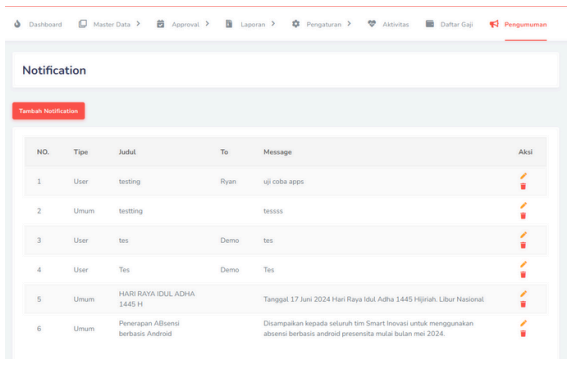 Dashboard Master Data > Approval > Laporan > Pengaturan > Aktivitas Daftar Gaji Pengumuman
Notification
Tambah Notification
NO. Tipe Judul To Message Aksi
1 User testing Ryan uji coba apps
2 Umum testting tessss
3 User tes Demo tes
4 User Tes Demo Tes
HARI RAYA IDUL ADHA
5 Umum 1445 H Tanggal 17 Juni 2024 Hari Raya Idul Adha 1445 Hijiriah. Libur Nasional.
Penerapan ABsensi Disampaikan kepada seluruh tim Smart Inovasi untuk menggunakan
6 Umum berbasis Android absensi berbasis android presensita mulai bulan mei 2024.